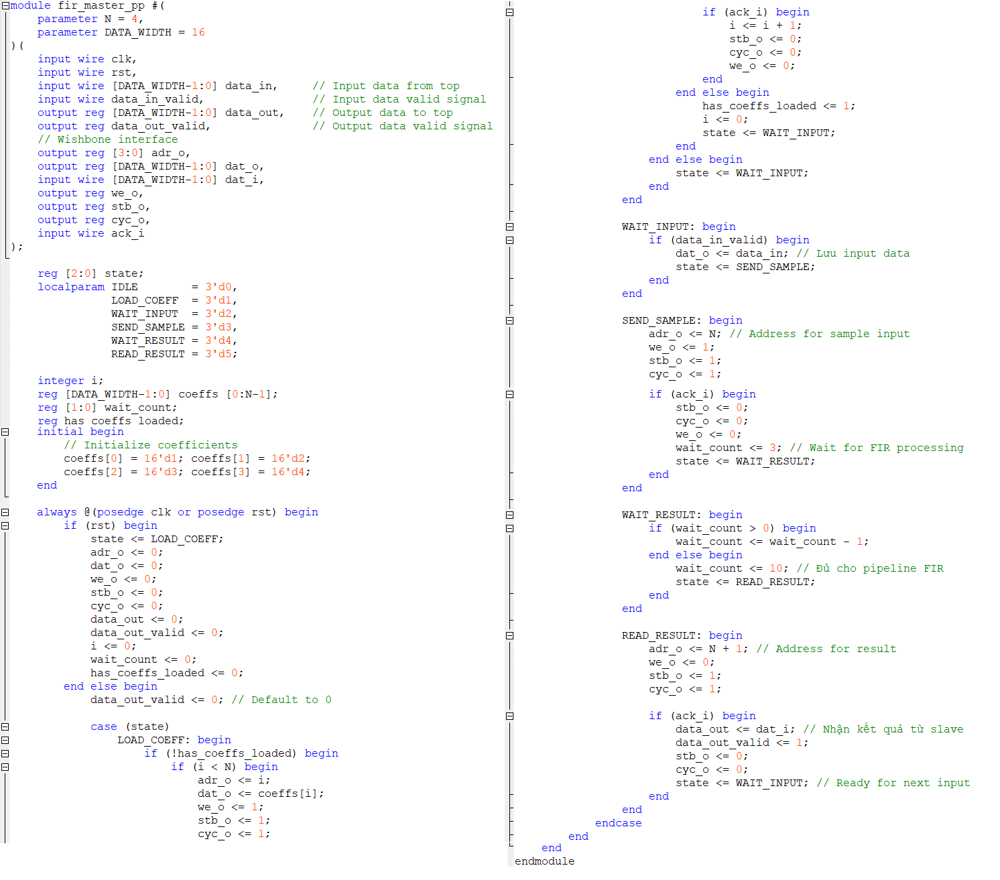 module fir_master_pp #(
    parameter N = 4,
    parameter DATA_WIDTH = 16
)(
    input wire clk,
    input wire rst,
    input wire [DATA_WIDTH-1:0] data_in,     // Input data from top
    input wire data_in_valid,                // Input data valid signal
    output reg [DATA_WIDTH-1:0] data_out,    // Output data to top
    output reg data_out_valid,               // Output data valid signal
    // Wishbone interface
    output reg [3:0] adr_o,
    output reg [DATA_WIDTH-1:0] dat_o,
    input wire [DATA_WIDTH-1:0] dat_i,
    output reg we_o,
    output reg stb_o,
    output reg cyc_o,
    input wire ack_i
);
    reg [2:0] state;
    localparam IDLE        = 3'd0,
               LOAD_COEFF  = 3'd1,
               WAIT_INPUT  = 3'd2,
               SEND_SAMPLE = 3'd3,
               WAIT_RESULT = 3'd4,
               READ_RESULT = 3'd5;
    integer i;
    reg [DATA_WIDTH-1:0] coeffs [0:N-1];
    reg [1:0] wait_count;
    reg has_coeffs_loaded;
    initial begin
        // Initialize coefficients
        coeffs[0] = 16'd1; coeffs[1] = 16'd2;
        coeffs[2] = 16'd3; coeffs[3] = 16'd4;
    end
    always @(posedge clk or posedge rst) begin
        if (rst) begin
            state <= LOAD_COEFF;
            adr_o <= 0;
            dat_o <= 0;
            we_o <= 0;
            stb_o <= 0;
            cyc_o <= 0;
            data_out <= 0;
            data_out_valid <= 0;
            i <= 0;
            wait_count <= 0;
            has_coeffs_loaded <= 0;
        end else begin
            data_out_valid <= 0; // Default to 0
            case (state)
                LOAD_COEFF: begin
                    if (!has_coeffs_loaded) begin
                        if (i < N) begin
                            adr_o <= i;
                            dat_o <= coeffs[i];
                            we_o <= 1;
                            stb_o <= 1;
                            cyc_o <= 1;
                            if (ack_i) begin
                                i <= i + 1;
                                stb_o <= 0;
                                cyc_o <= 0;
                                we_o <= 0;
                            end
                        end else begin
                            has_coeffs_loaded <= 1;
                            i <= 0;
                            state <= WAIT_INPUT;
                        end
                    end else begin
                        state <= WAIT_INPUT;
                    end
                end
                WAIT_INPUT: begin
                    if (data_in_valid) begin
                        dat_o <= data_in; // Lưu input data
                        state <= SEND_SAMPLE;
                    end
                end
                SEND_SAMPLE: begin
                    adr_o <= N; // Address for sample input
                    we_o <= 1;
                    stb_o <= 1;
                    cyc_o <= 1;
                    if (ack_i) begin
                        stb_o <= 0;
                        cyc_o <= 0;
                        we_o <= 0;
                        wait_count <= 3; // Wait for FIR processing
                        state <= WAIT_RESULT;
                    end
                end
                WAIT_RESULT: begin
                    if (wait_count > 0) begin
                        wait_count <= wait_count - 1;
                    end else begin
                        wait_count <= 10; // Đủ cho pipeline FIR
                        state <= READ_RESULT;
                    end
                end
                READ_RESULT: begin
                    adr_o <= N + 1; // Address for result
                    we_o <= 0;
                    stb_o <= 1;
                    cyc_o <= 1;
                    if (ack_i) begin
                        data_out <= dat_i; // Nhận kết quả từ slave
                        data_out_valid <= 1;
                        stb_o <= 0;
                        cyc_o <= 0;
                        state <= WAIT_INPUT; // Ready for next input
                    end
                end
            endcase
        end
    end
endmodule